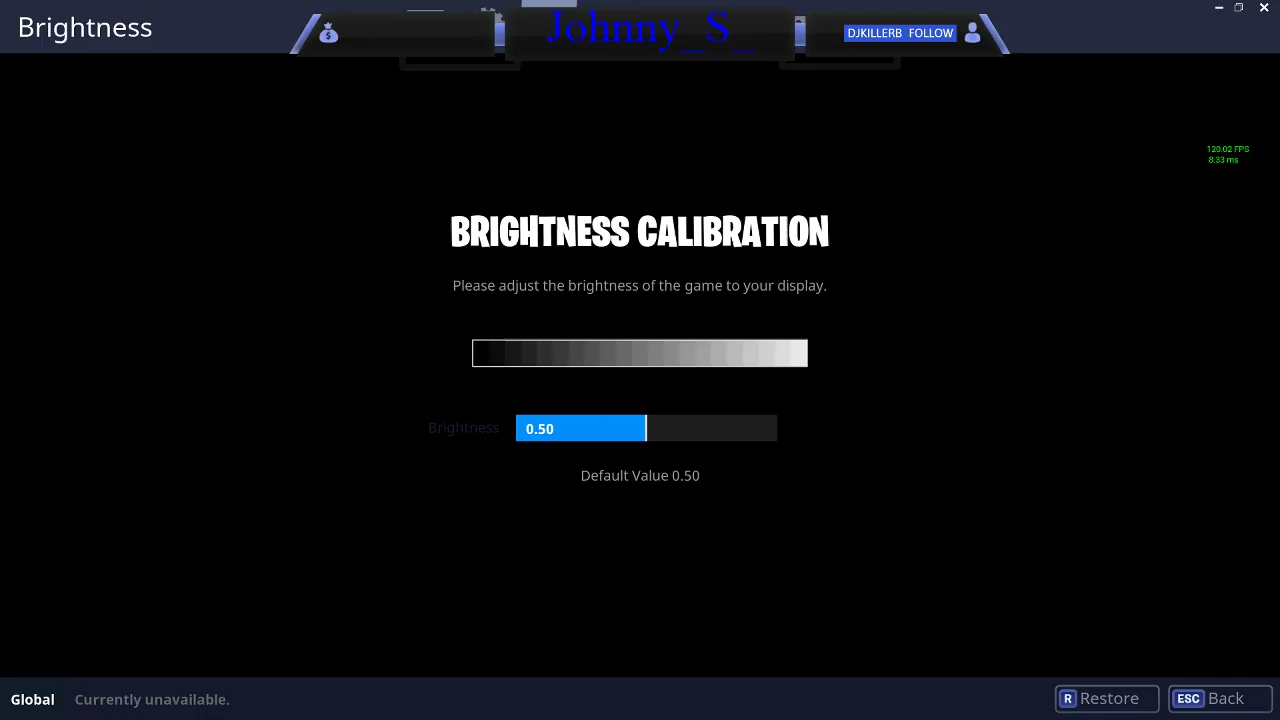 Brightness
Johnny_S_
DJKILLERB FOLLOW
120.02 FPS
8.33 ms
BRIGHTNESS CALIBRATION
Please adjust the brightness of the game to your display.
Brightness
0.50
Default Value 0.50
Global
Currently unavailable.
R Restore
ESC Back